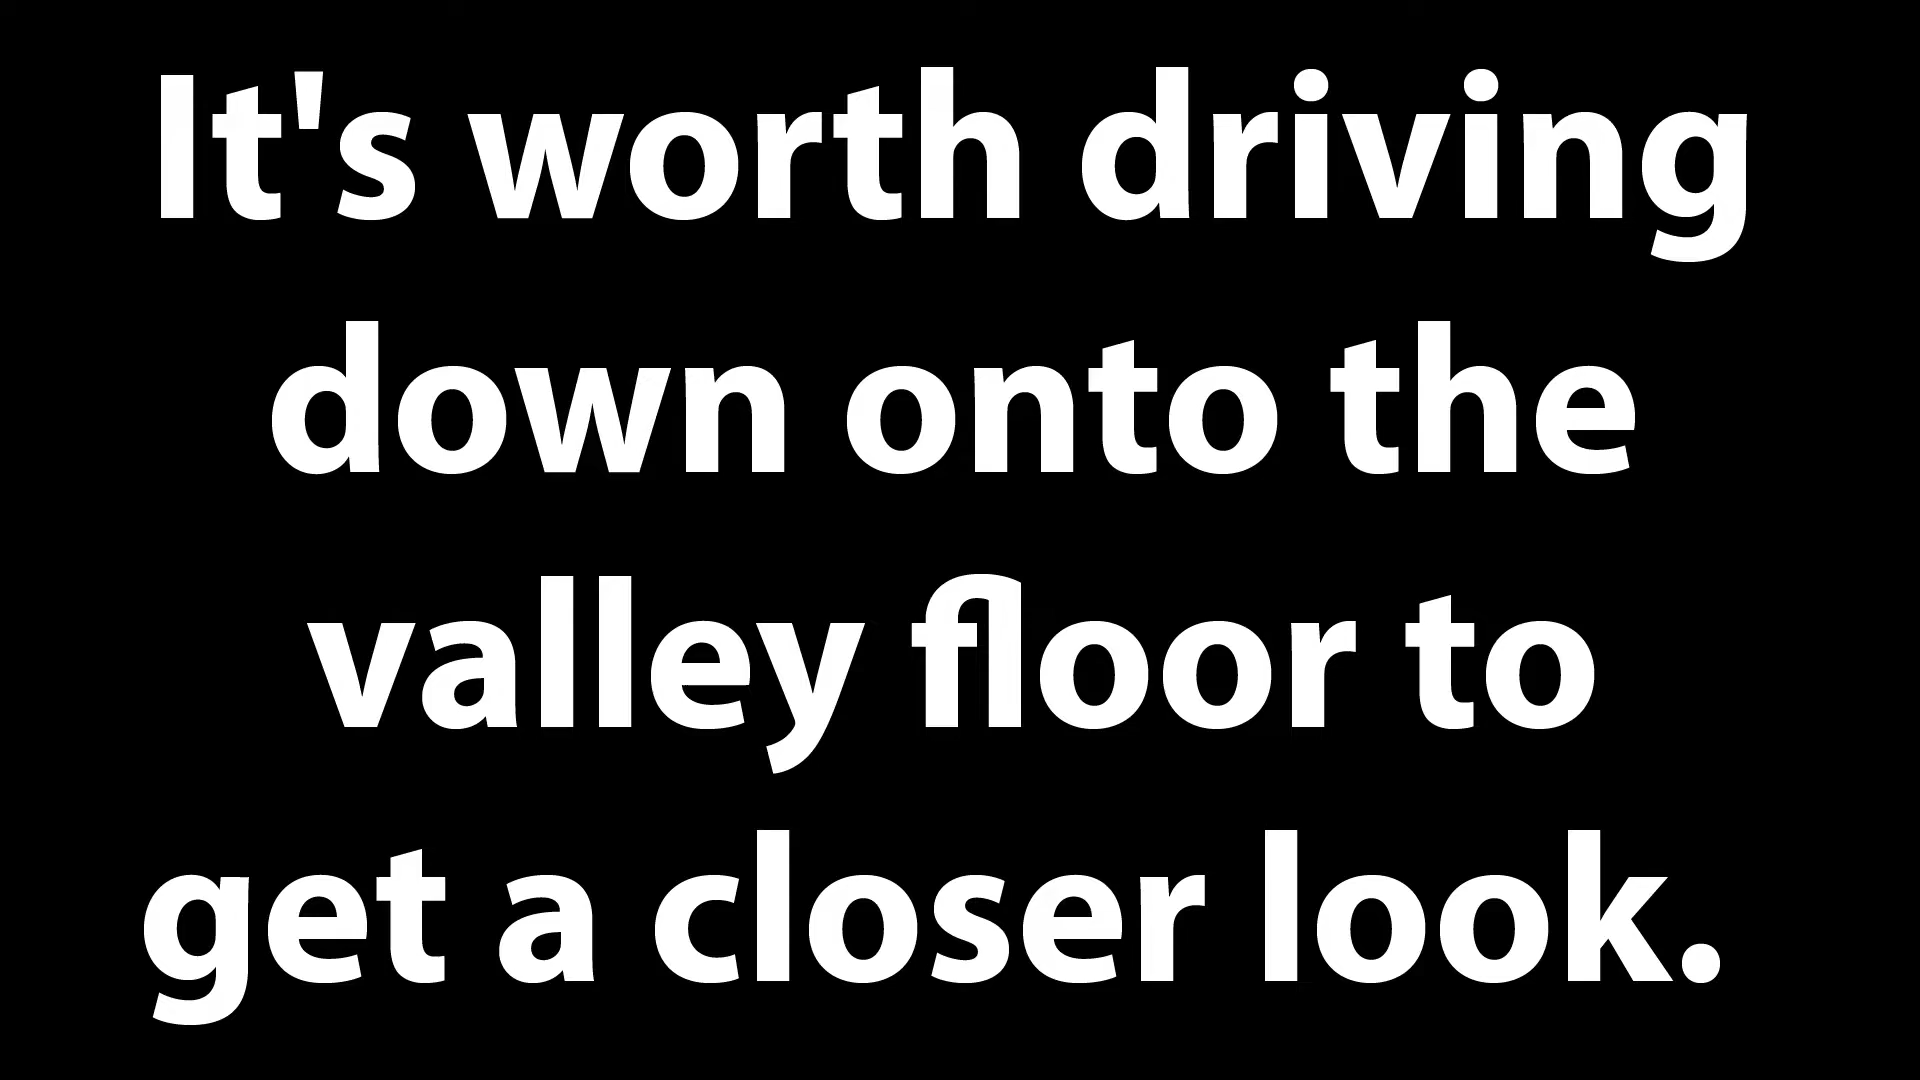 It's worth driving
down onto the
valley floor to
get a closer look.